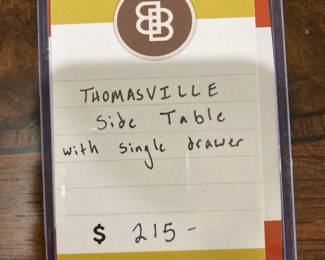 THOMASVILLE
Side Table
with single drawer
$ 215-